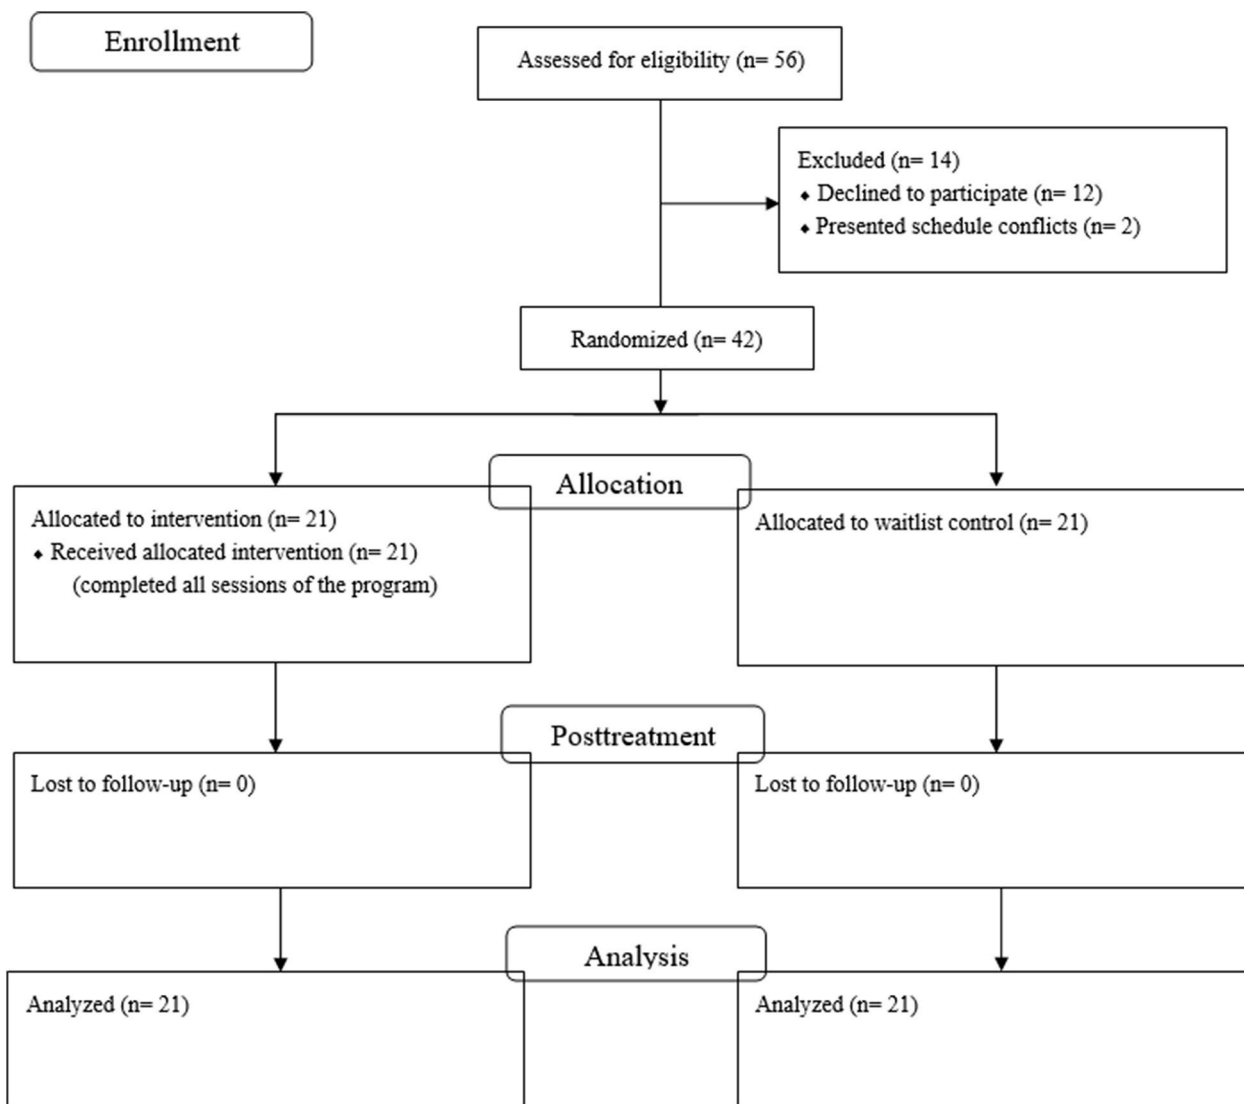 Enrollment
Assessed for eligibility (n= 56)
Excluded (n= 14)
⬥ Declined to participate (n= 12)
⬥ Presented schedule conflicts (n= 2)
Randomized (n= 42)
Allocation
Allocated to intervention (n= 21)
⬥ Received allocated intervention (n= 21)
(completed all sessions of the program)
Allocated to waitlist control (n= 21)
Posttreatment
Lost to follow-up (n= 0)
Lost to follow-up (n= 0)
Analysis
Analyzed (n= 21)
Analyzed (n= 21)